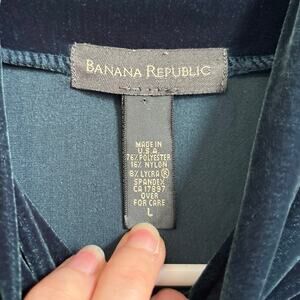 BANANA REPUBLIC
MADE IN
U.S.A.
76% POLYESTER
16% NYLON
8% LYCRA®
SPANDEX
CA 17897
OVER
FOR CARE
L